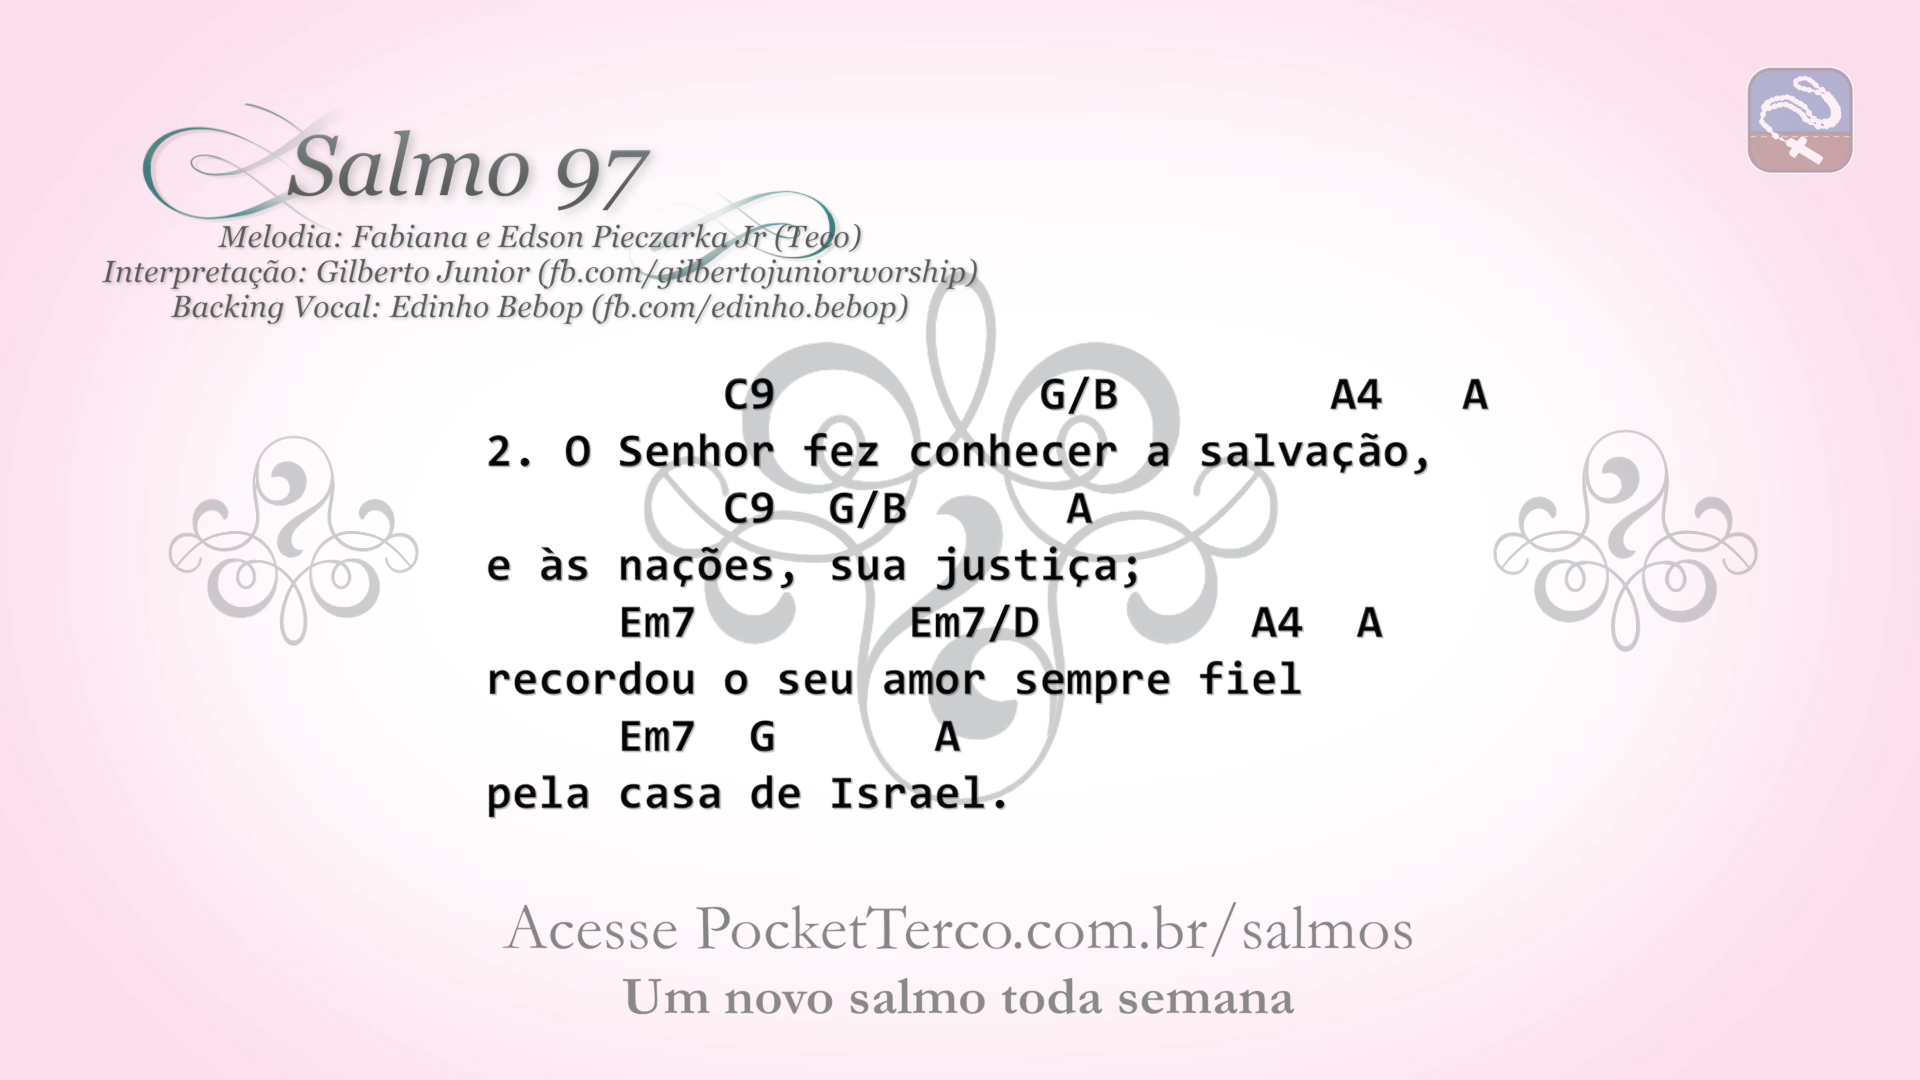 Salmo 97
Melodia: Fabiana e Edson Pieczarka Jr (Teco)
Interpretação: Gilberto Junior (fb.com/gilbertojuniorworship)
Backing Vocal: Edinho Bebop (fb.com/edinho.bebop)
C9 G/B A4 A
2. O Senhor fez conhecer a salvação,
C9 G/B A
e às nações, sua justiça;
Em7 Em7/D A4 A
recordou o seu amor sempre fiel
Em7 G A
pela casa de Israel.
Acesse PocketTerco.com.br/salmos
Um novo salmo toda semana